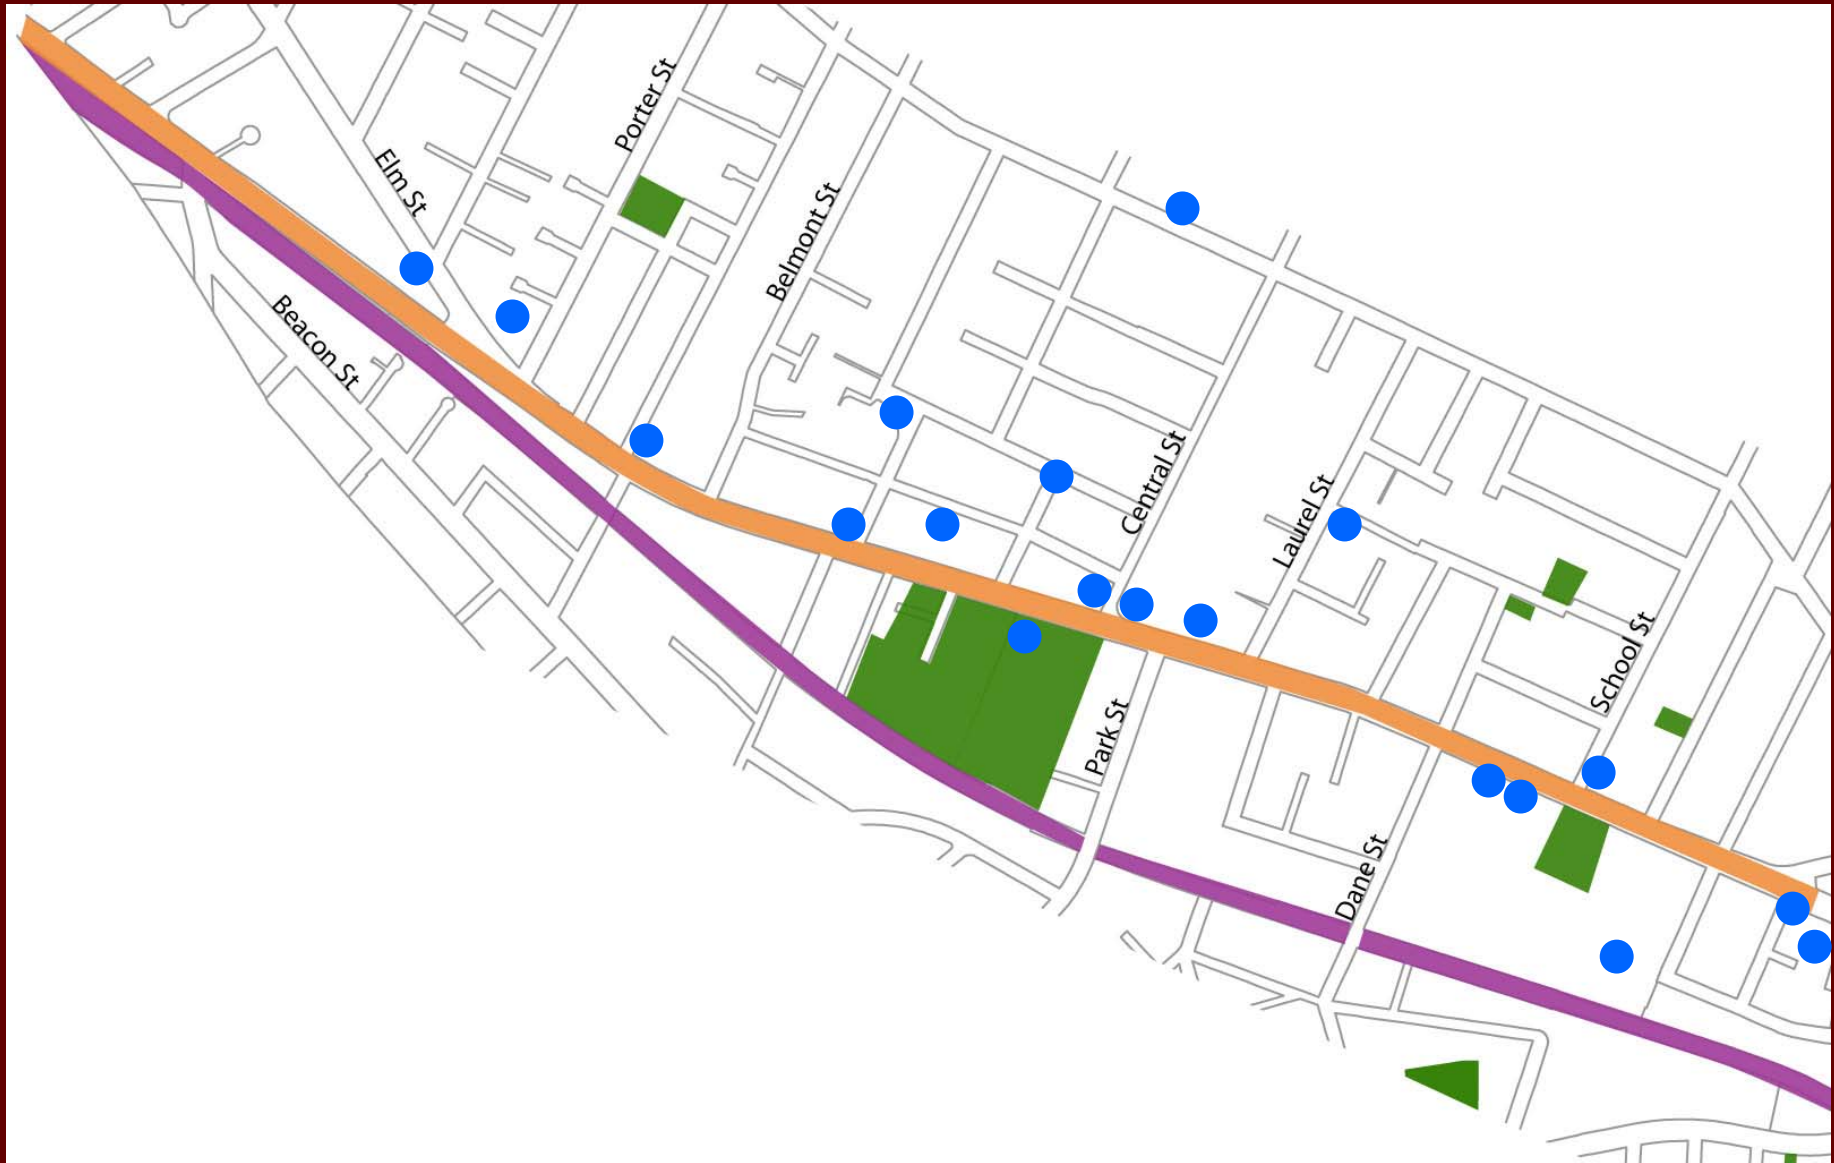 Porter St
Elm St
Belmont St
Beacon St
Central St
Laurel St
School St
Park St
Dane St